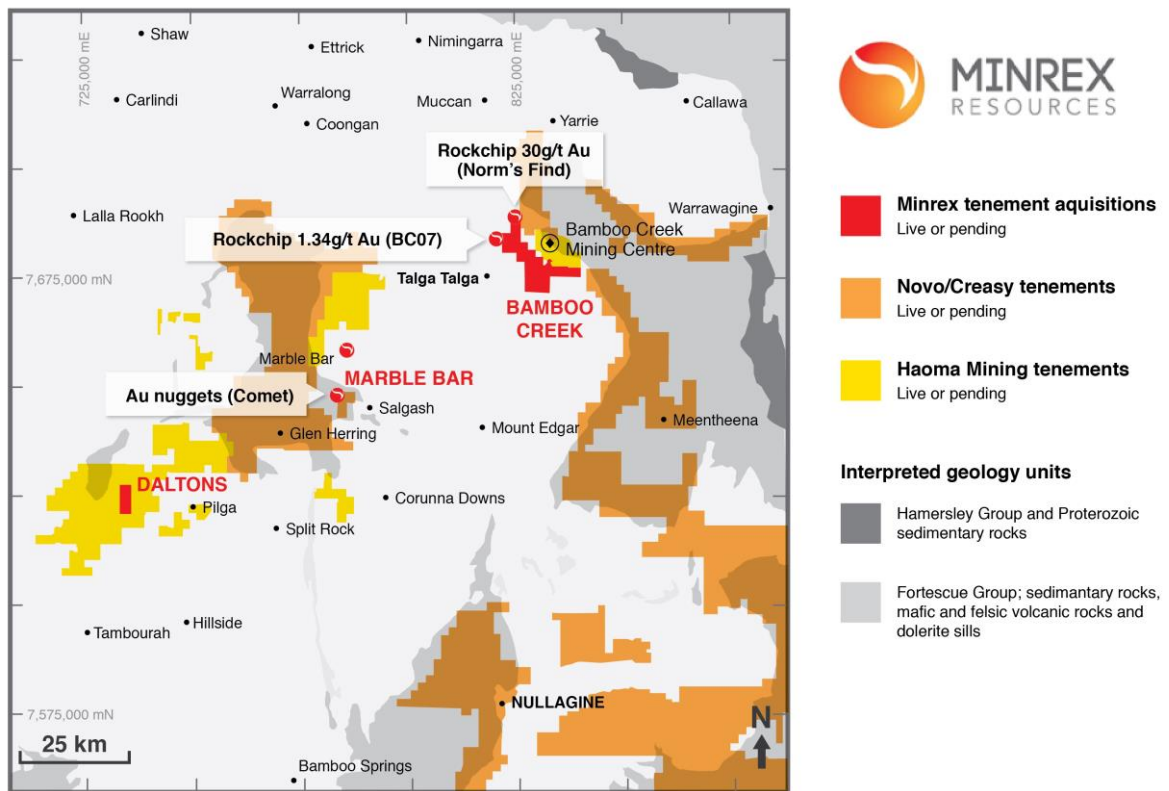 725,000 mE
825,000 mE
Shaw
Ettrick
Nimingarra
Carlindi
Warralong
Muccan
Callawa
Coongan
Yarrie
Rockchip 30g/t Au
(Norm's Find)
Lalla Rookh
Warrawagine
Rockchip 1.34g/t Au (BC07)
Bamboo Creek
Mining Centre
7,675,000 mN
Talga Talga
BAMBOO
CREEK
Marble Bar
MARBLE BAR
Au nuggets (Comet)
Salgash
Glen Herring
Mount Edgar
Meentheena
DALTONS
Pilga
Corunna Downs
Split Rock
Tambourah
Hillside
NULLAGINE
7,575,000 mN
25 km
Bamboo Springs
N
MINREX
RESOURCES
Minrex tenement aquisitions
Live or pending
Novo/Creasy tenements
Live or pending
Haoma Mining tenements
Live or pending
Interpreted geology units
Hamersley Group and Proterozoic
sedimentary rocks
Fortescue Group; sedimantary rocks,
mafic and felsic volcanic rocks and
dolerite sills